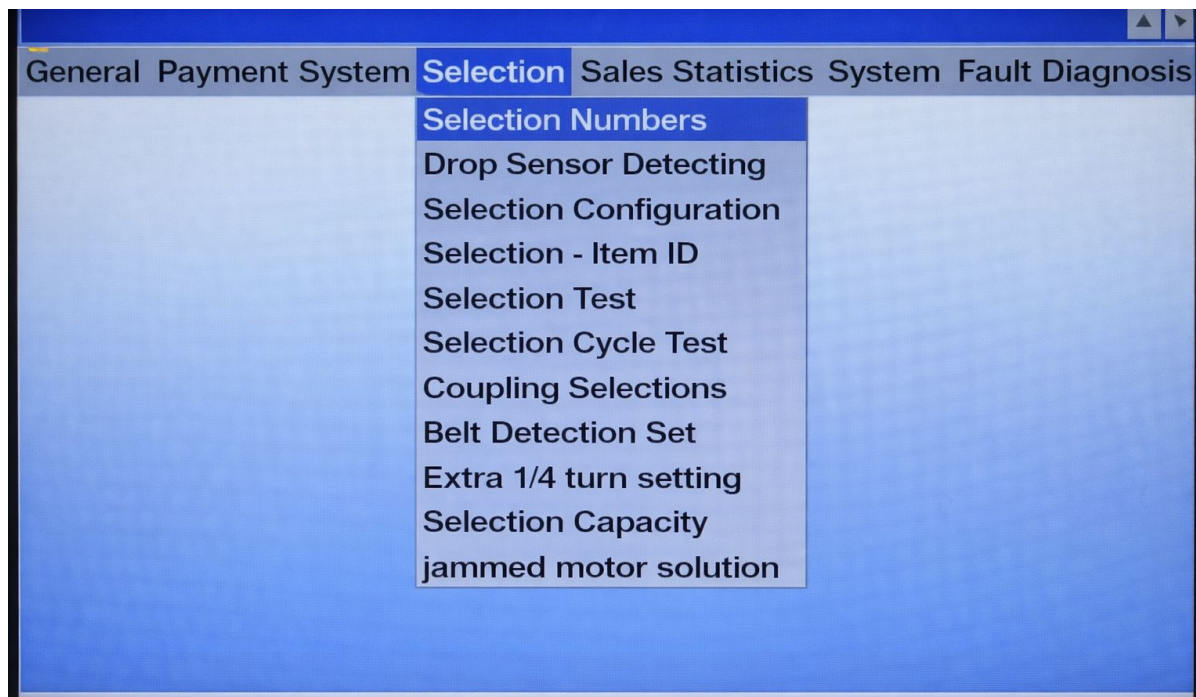 General Payment System Selection Sales Statistics System Fault Diagnosis
Selection Numbers
Drop Sensor Detecting
Selection Configuration
Selection - Item ID
Selection Test
Selection Cycle Test
Coupling Selections
Belt Detection Set
Extra 1/4 turn setting
Selection Capacity
jammed motor solution